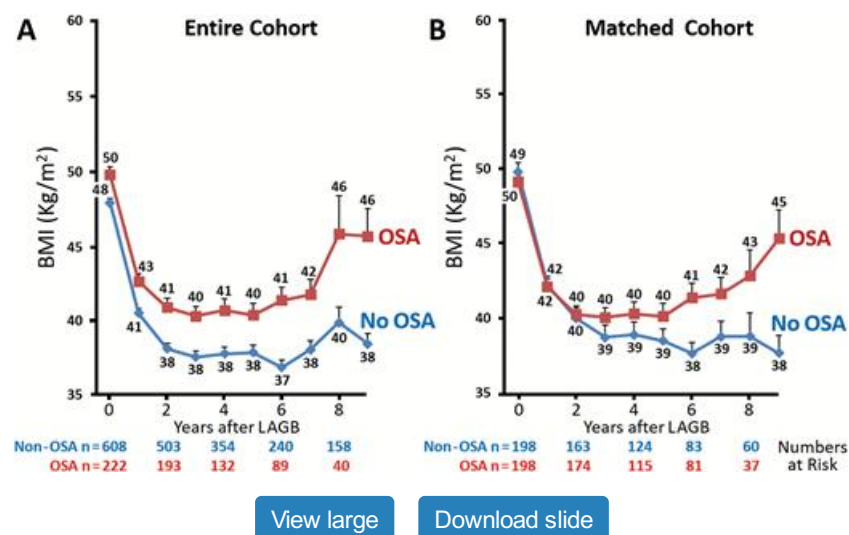 A Entire Cohort
BMI (Kg/m²)
60
55
50
45
40
35
50
48
43
41
41
40
41
40
41
42
46
46
OSA
41
38
38
38
38
37
38
40
38
No OSA
0 2 4 6 8
Years after LAGB
Non-OSA n=608 503 354 240 158
OSA n=222 193 132 89 40
B Matched Cohort
BMI (Kg/m²)
60
55
50
45
40
35
49
50
42
42
40
40
40
40
40
41
42
43
45
OSA
39
39
39
38
39
39
38
No OSA
0 2 4 6 8
Years after LAGB
Non-OSA n=198 163 124 83 60 Numbers
OSA n=198 174 115 81 37 at Risk
View large
Download slide